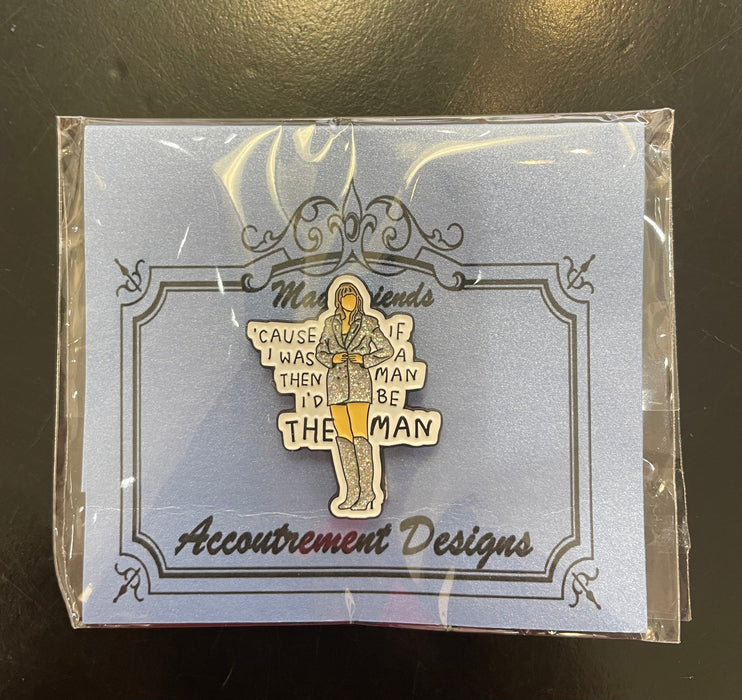 'CAUSE IF
I WAS A
THEN MAN
I'D BE
THE MAN
Accoutrement Designs